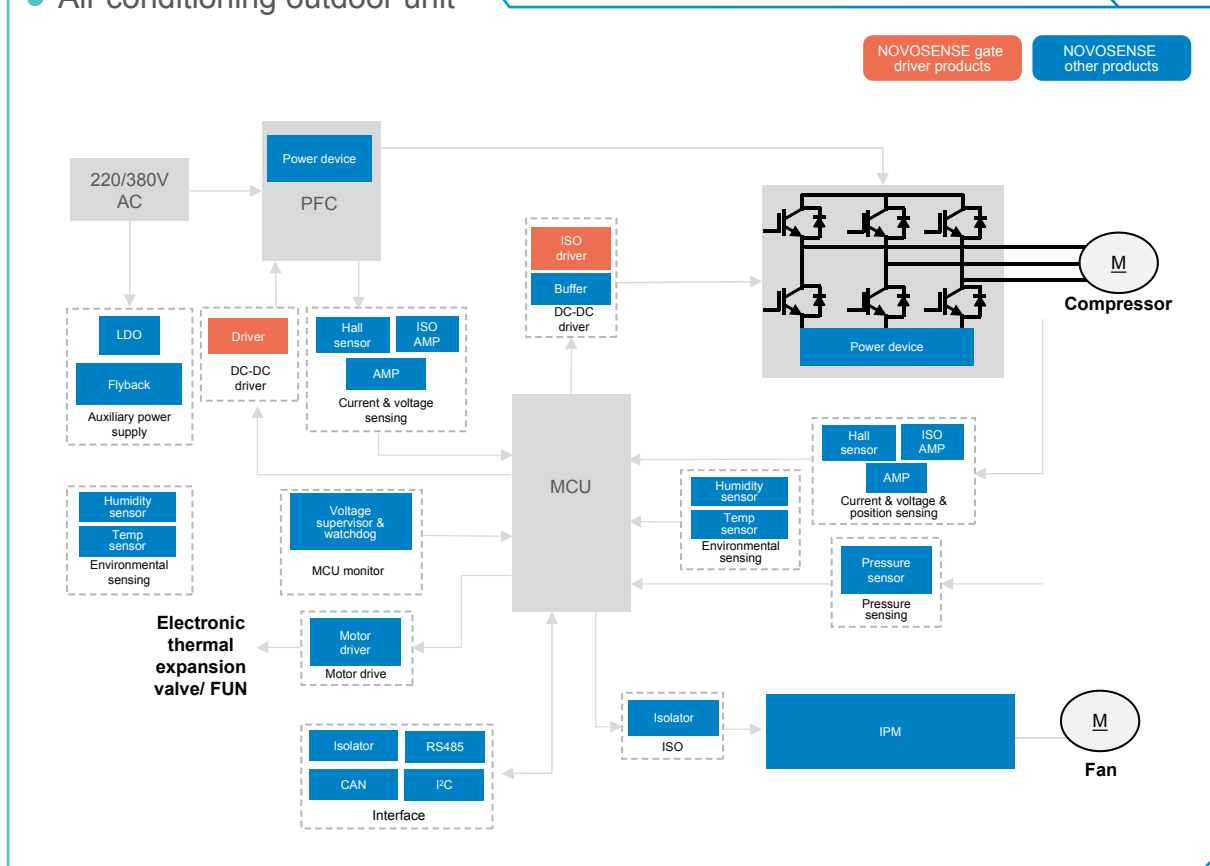 Air conditioning outdoor unit
NOVOSENSE gate
driver products
NOVOSENSE
other products
220/380V
AC
Power device
PFC
ISO
driver
Buffer
DC-DC
driver
Power device
M
Compressor
LDO
Flyback
Auxiliary power
supply
Driver
DC-DC
driver
Hall
sensor
ISO
AMP
AMP
Current & voltage
sensing
MCU
Hall
sensor
ISO
AMP
AMP
Current & voltage &
position sensing
Humidity
sensor
Temp
sensor
Environmental
sensing
Voltage
supervisor &
watchdog
MCU monitor
Humidity
sensor
Temp
sensor
Environmental
sensing
Pressure
sensor
Pressure
sensing
Electronic
thermal
expansion
valve/ FUN
Motor
driver
Motor drive
Isolator
RS485
CAN
I²C
Interface
Isolator
ISO
IPM
M
Fan